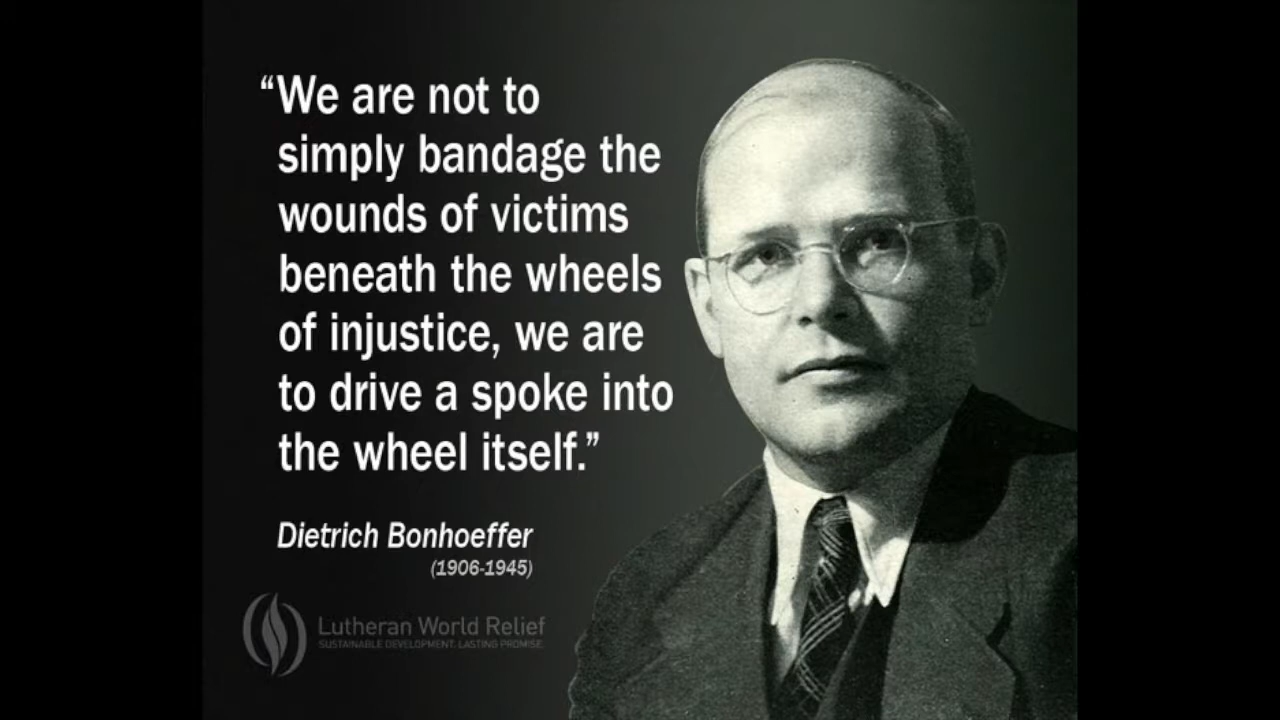 “We are not to
simply bandage the
wounds of victims
beneath the wheels
of injustice, we are
to drive a spoke into
the wheel itself.”
Dietrich Bonhoeffer
(1906-1945)
Lutheran World Relief
SUSTAINABLE DEVELOPMENT. LASTING PROMISE.